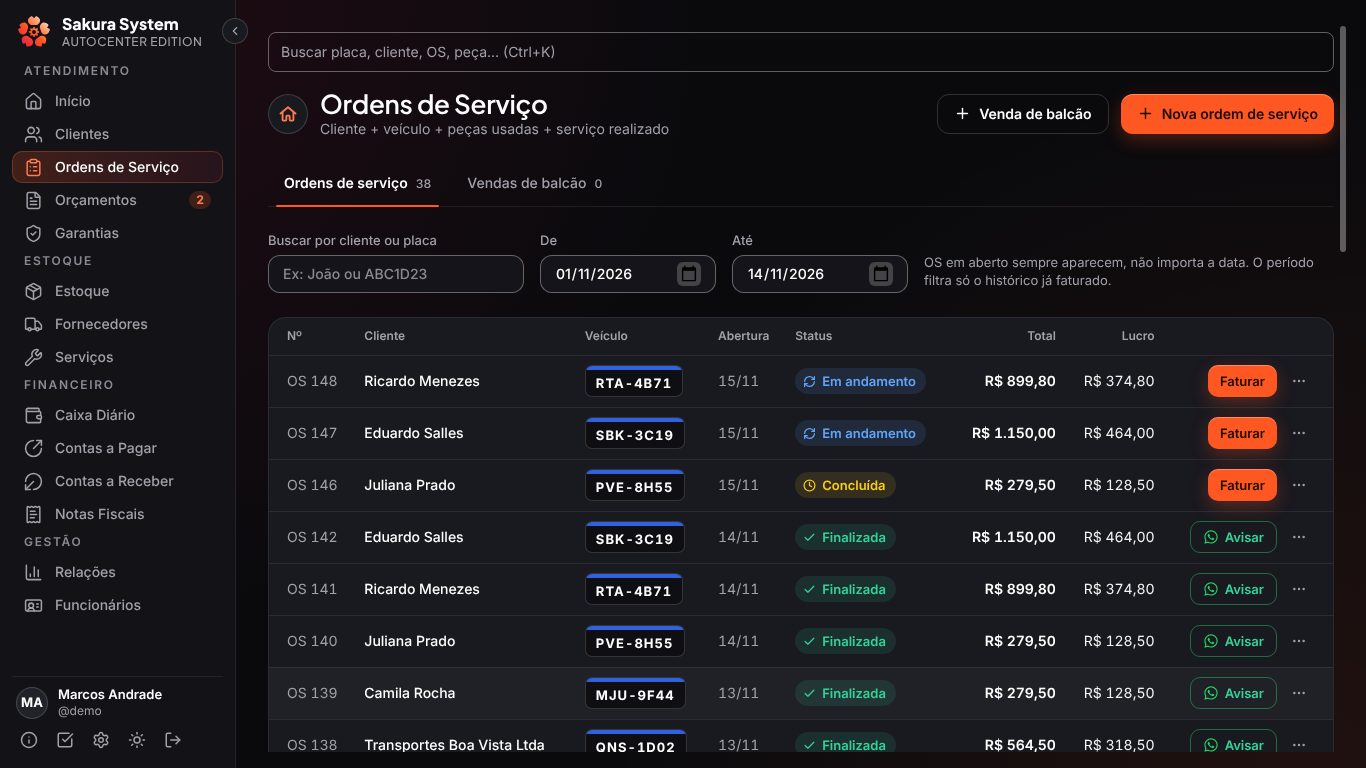 Sakura System
AUTOCENTER EDITION
ATENDIMENTO
Início
Clientes
Ordens de Serviço
Orçamentos 2
Garantias
ESTOQUE
Estoque
Fornecedores
Serviços
FINANCEIRO
Caixa Diário
Contas a Pagar
Contas a Receber
Notas Fiscais
GESTÃO
Relações
Funcionários
MA
Marcos Andrade
@demo
Buscar placa, cliente, OS, peça... (Ctrl+K)
Ordens de Serviço
Cliente + veículo + peças usadas + serviço realizado
+ Venda de balcão
+ Nova ordem de serviço
Ordens de serviço 38 Vendas de balcão 0
Buscar por cliente ou placa De Até
Ex: João ou ABC1D23 01/11/2026 14/11/2026
OS em aberto sempre aparecem, não importa a data. O período
filtra só o histórico já faturado.
Nº Cliente Veículo Abertura Status Total Lucro
OS 148 Ricardo Menezes RTA-4B71 15/11 Em andamento R$ 899,80 R$ 374,80 Faturar ...
OS 147 Eduardo Salles SBK-3C19 15/11 Em andamento R$ 1.150,00 R$ 464,00 Faturar ...
OS 146 Juliana Prado PVE-8H55 15/11 Concluída R$ 279,50 R$ 128,50 Faturar ...
OS 142 Eduardo Salles SBK-3C19 14/11 Finalizada R$ 1.150,00 R$ 464,00 Avisar ...
OS 141 Ricardo Menezes RTA-4B71 14/11 Finalizada R$ 899,80 R$ 374,80 Avisar ...
OS 140 Juliana Prado PVE-8H55 14/11 Finalizada R$ 279,50 R$ 128,50 Avisar ...
OS 139 Camila Rocha MJU-9F44 13/11 Finalizada R$ 279,50 R$ 128,50 Avisar ...
OS 138 Transportes Boa Vista Ltda QNS-1D02 13/11 Finalizada R$ 564,50 R$ 318,50 Avisar ...